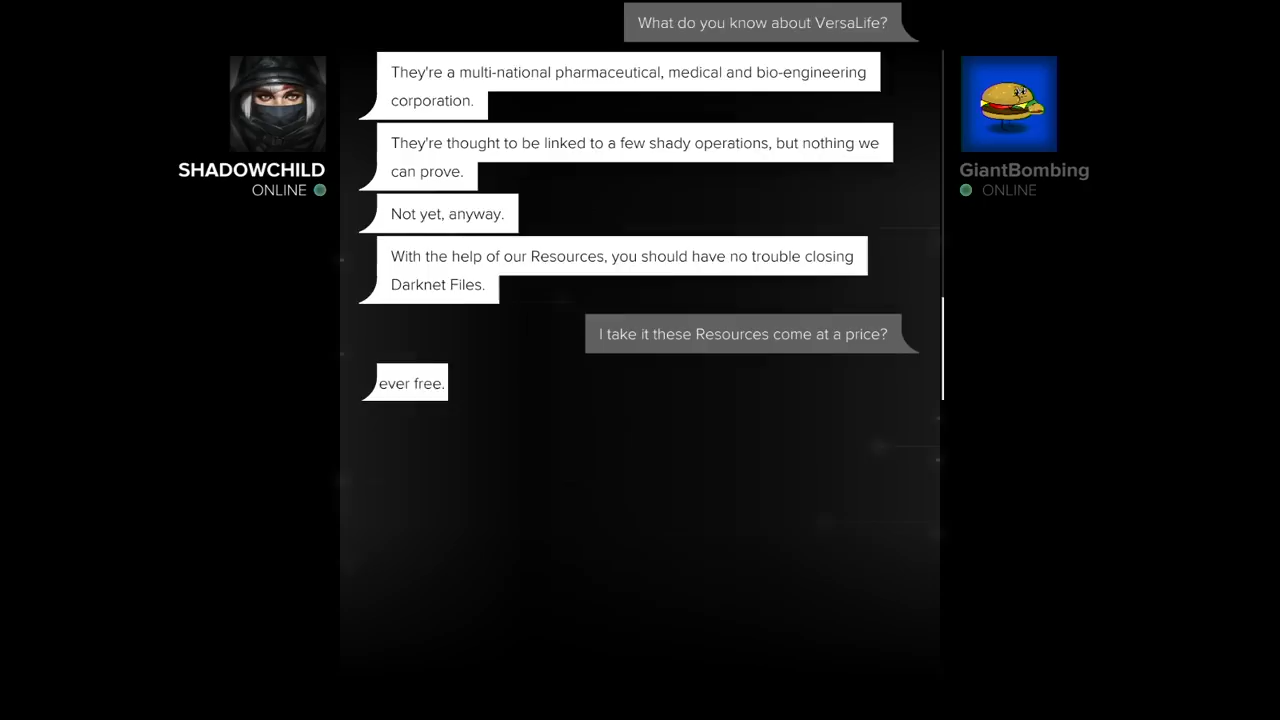 What do you know about VersaLife?
They're a multi-national pharmaceutical, medical and bio-engineering
corporation.
They're thought to be linked to a few shady operations, but nothing we
can prove.
SHADOWCHILD
ONLINE
GiantBombing
ONLINE
Not yet, anyway.
With the help of our Resources, you should have no trouble closing
Darknet Files.
I take it these Resources come at a price?
ever free.